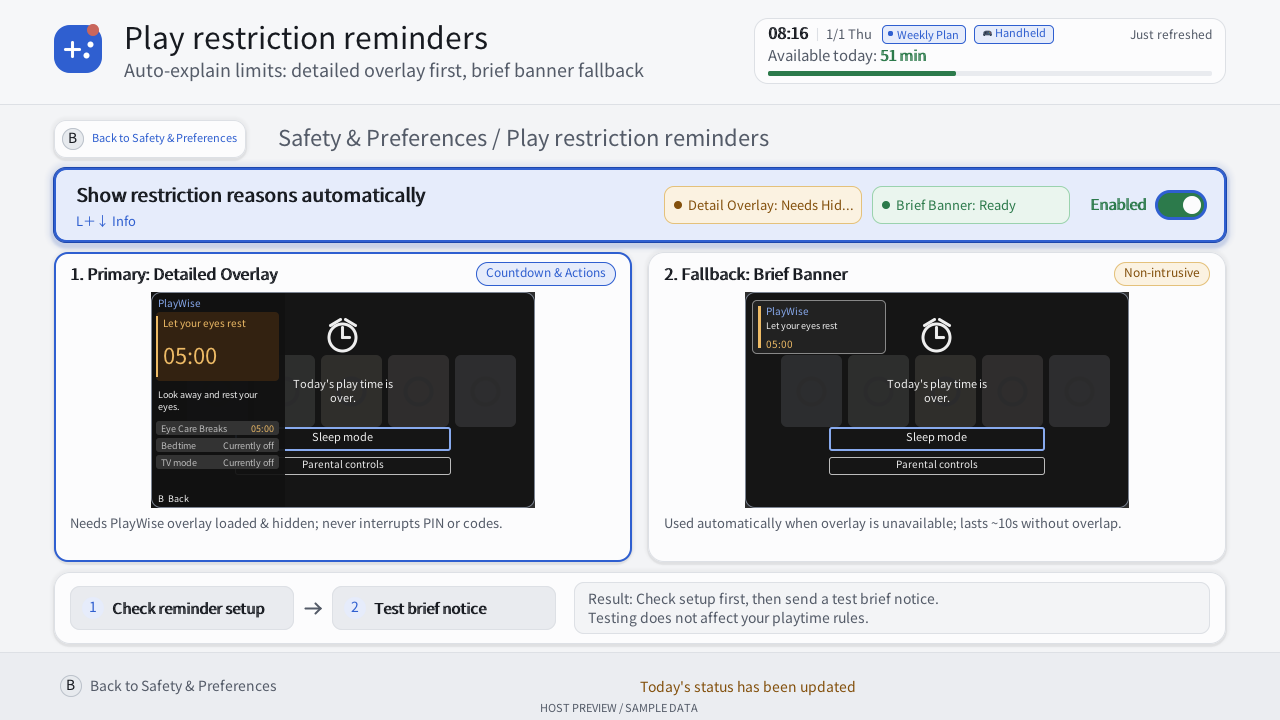 Play restriction reminders
Auto-explain limits: detailed overlay first, brief banner fallback
08:16 1/1 Thu Weekly Plan Handheld Just refreshed
Available today: 51 min
B Back to Safety & Preferences
Safety & Preferences / Play restriction reminders
Show restriction reasons automatically
L+↓ Info
Detail Overlay: Needs Hid...
Brief Banner: Ready
Enabled
1. Primary: Detailed Overlay
Countdown & Actions
PlayWise
Let your eyes rest
05:00
Look away and rest your
eyes.
Eye Care Breaks 05:00
Bedtime Currently off
TV mode Currently off
B Back
Today's play time is
over.
Sleep mode
Parental controls
Needs PlayWise overlay loaded & hidden; never interrupts PIN or codes.
2. Fallback: Brief Banner
Non-intrusive
PlayWise
Let your eyes rest
05:00
Today's play time is
over.
Sleep mode
Parental controls
Used automatically when overlay is unavailable; lasts ~10s without overlap.
1 Check reminder setup → 2 Test brief notice
Result: Check setup first, then send a test brief notice.
Testing does not affect your playtime rules.
B Back to Safety & Preferences
Today's status has been updated
HOST PREVIEW / SAMPLE DATA